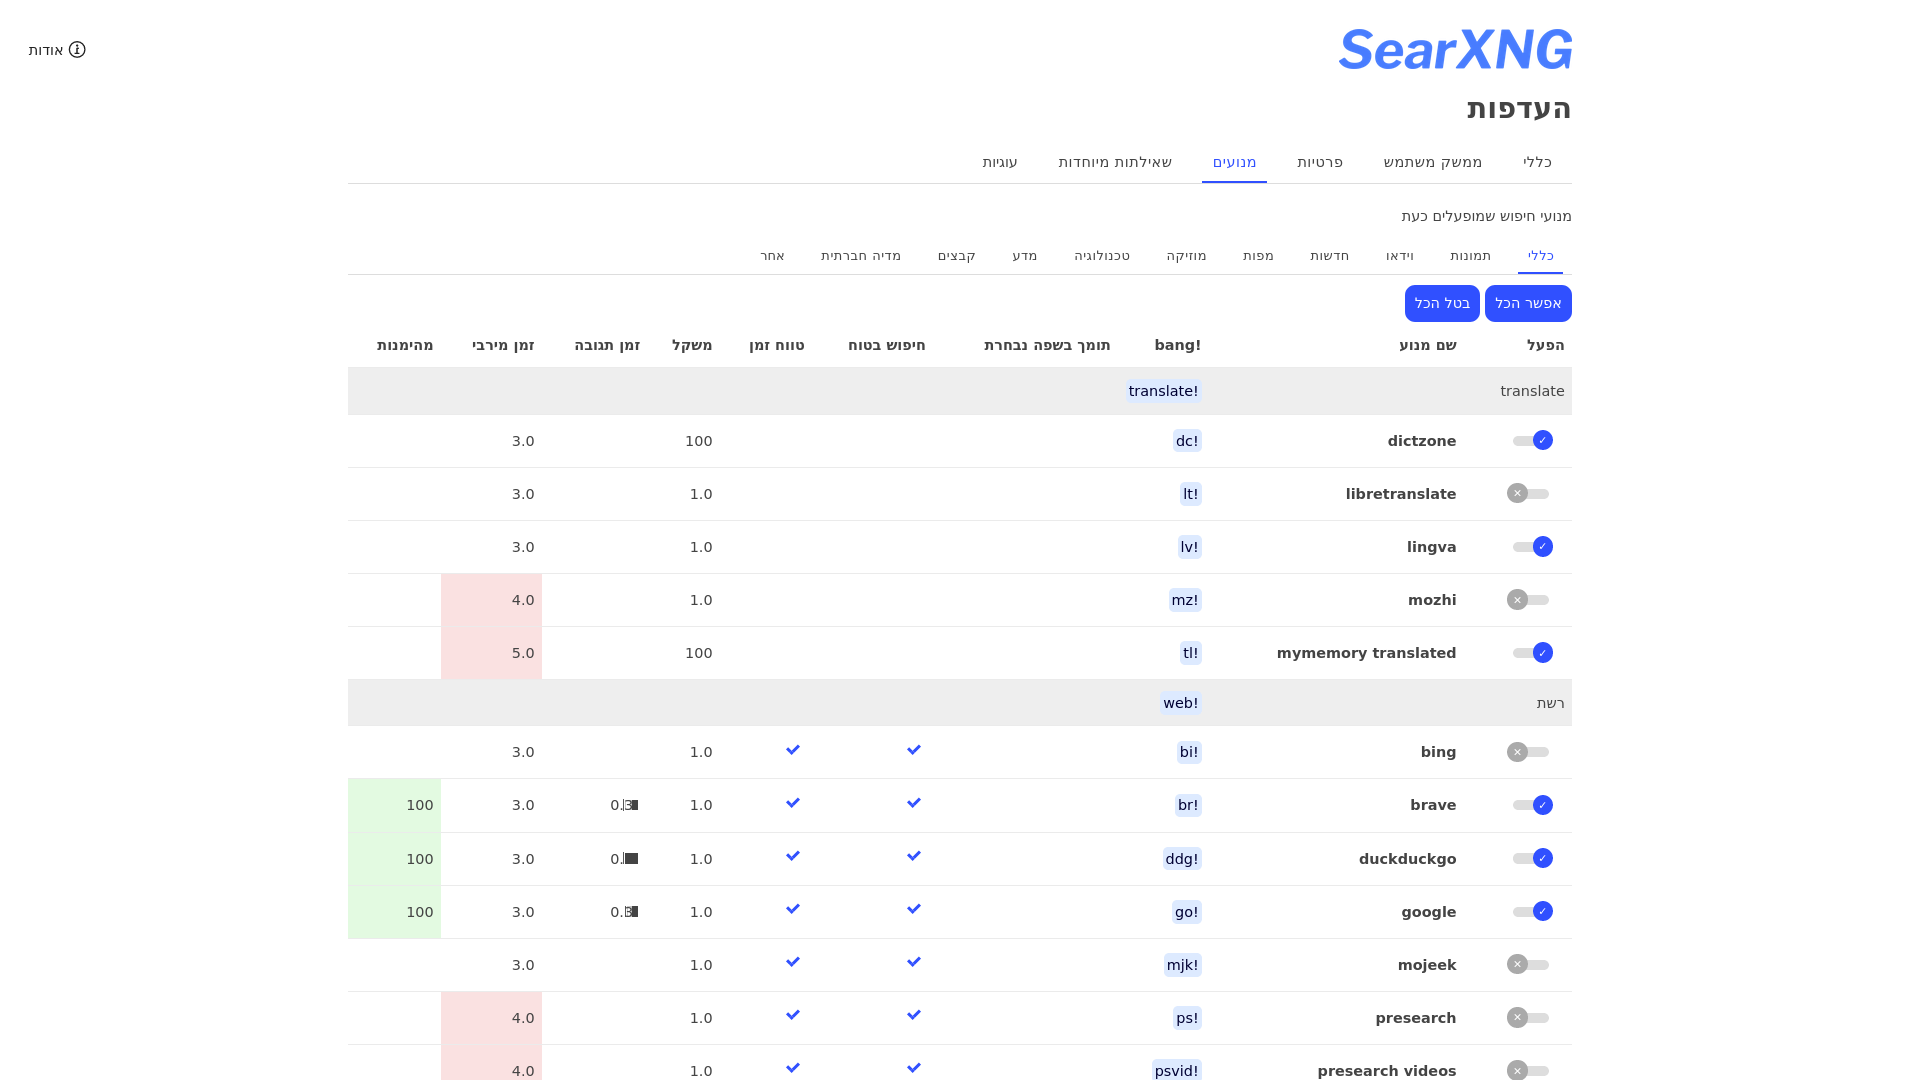 אודות
SearXNG
העדפות
כללי ממשק משתמש פרטיות מנועים שאילתות מיוחדות עוגיות
מנועי חיפוש שמופעלים כעת
כללי תמונות וידאו חדשות מפות מוזיקה טכנולוגיה מדע קבצים מדיה חברתית אחר
אפשר הכל בטל הכל
הפעל שם מנוע !bang תומך בשפה נבחרת חיפוש בטוח טווח זמן משקל זמן תגובה זמן מירבי מהימנות
translate !translate
dictzone !dc 100 3.0
libretranslate !lt 1.0 3.0
lingva !lv 1.0 3.0
mozhi !mz 1.0 4.0
mymemory translated !tl 100 5.0
רשת !web
bing !bi 1.0 3.0
brave !br 1.0 3.0 100
duckduckgo !ddg 1.0 3.0 100
google !go 1.0 3.0 100
mojeek !mjk 1.0 3.0
presearch !ps 1.0 4.0
presearch videos !psvid 1.0 4.0